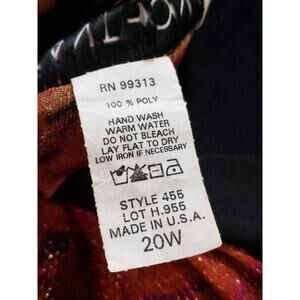 RN 99313
100 % POLY
HAND WASH
WARM WATER
DO NOT BLEACH
LAY FLAT TO DRY
LOW IRON IF NECESSARY
STYLE 455
LOT H.955
MADE IN U.S.A.
20W